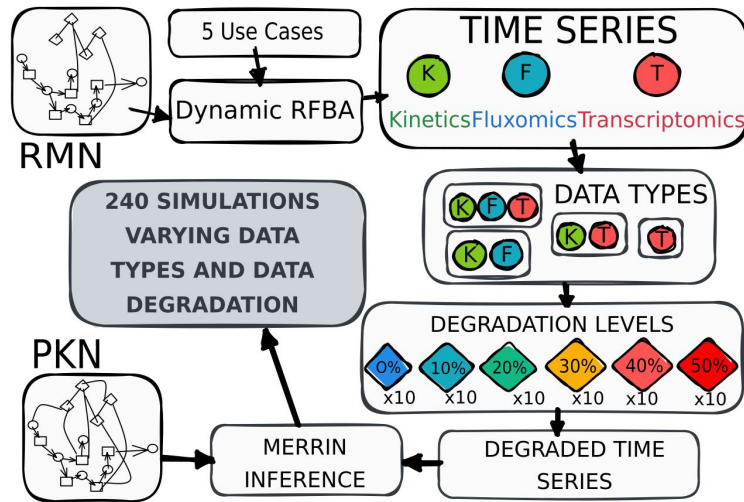 5 Use Cases
Dynamic RFBA
RMN
TIME SERIES
K F T
Kinetics Fluxomics Transcriptomics
DATA TYPES
K F T
K T
T
K F
DEGRADATION LEVELS
0% 10% 20% 30% 40% 50%
x10 x10 x10 x10 x10 x10
DEGRADED TIME
SERIES
MERRIN
INFERENCE
PKN
240 SIMULATIONS
VARYING DATA
TYPES AND DATA
DEGRADATION